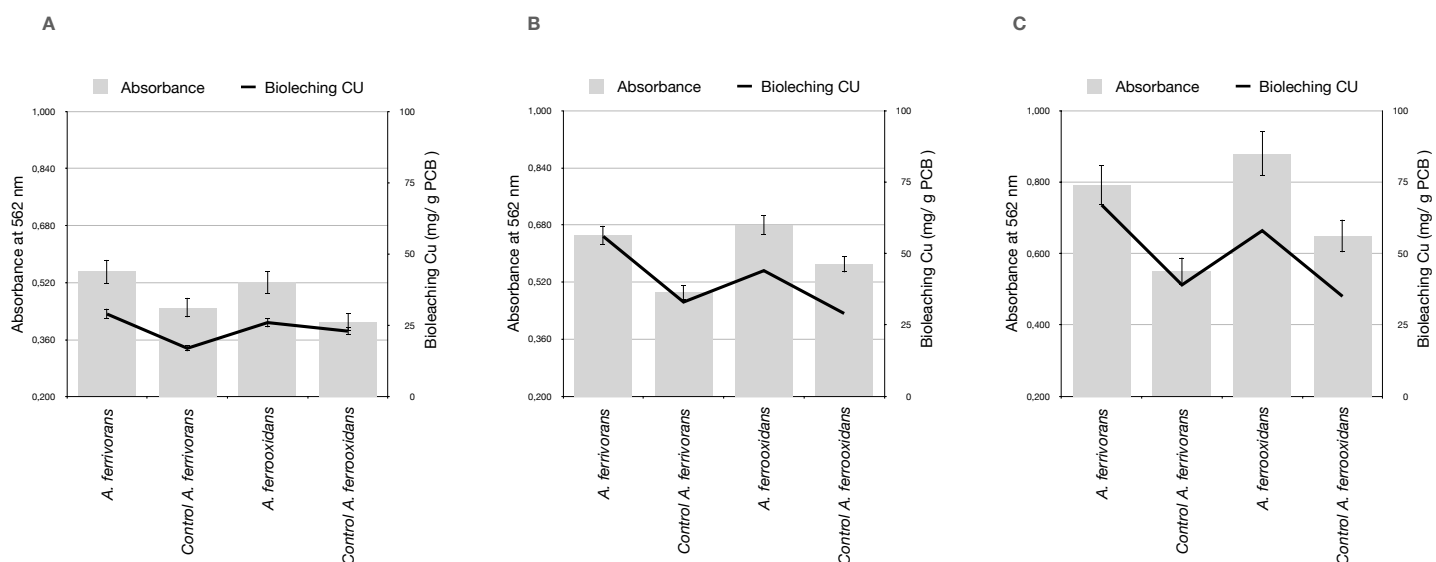 A
Absorbance
Bioleching CU
Absorbance at 562 nm
1,000
0,840
0,680
0,520
0,360
0,200
100
75
50
25
0
Bioleaching Cu (mg/ g PCB )
A. ferrivorans
Control A. ferrivorans
A. ferrooxidans
Control A. ferrooxidans
B
Absorbance
Bioleching CU
Absorbance at 562 nm
1,000
0,840
0,680
0,520
0,360
0,200
100
75
50
25
0
Bioleaching Cu (mg/ g PCB )
A. ferrivorans
Control A. ferrivorans
A. ferrooxidans
Control A. ferrooxidans
C
Absorbance
Bioleching CU
Absorbance at 562 nm
1,000
0,800
0,600
0,400
0,200
100
75
50
25
0
Bioleaching Cu (mg/ g PCB )
A. ferrivorans
Control A. ferrivorans
A. ferrooxidans
Control A. ferrooxidans